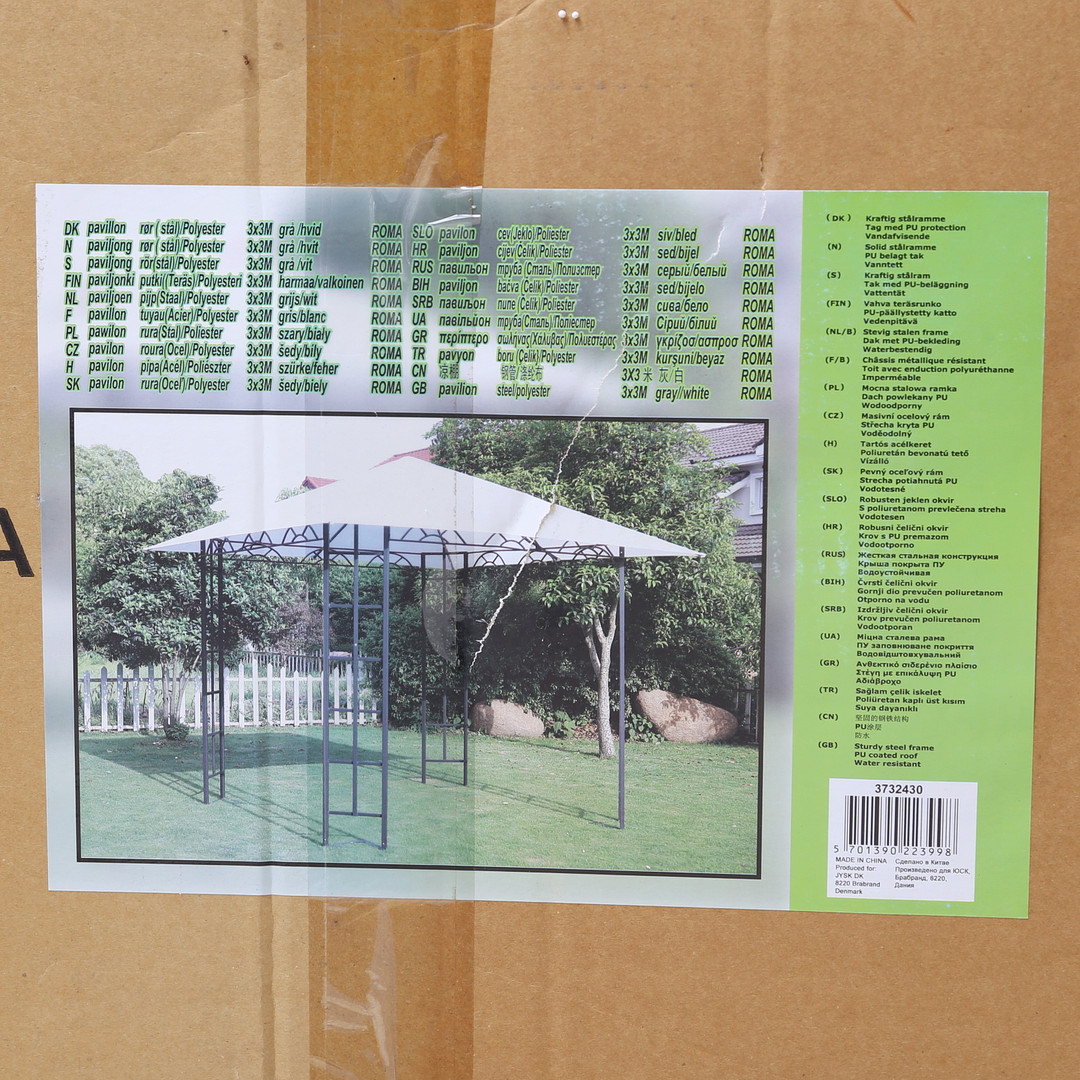 DK pavillon rør (stål)/Polyester 3x3M grå /hvid ROMA
N paviljong rør (stål)/Polyester 3x3M grå /hvit ROMA
S paviljong rör(stål)/Polyester 3x3M grå /vit ROMA
FIN paviljonki putki((Teräs)/Polyesteri 3x3M harmaa/valkoinen ROMA
NL paviljoen pijp(Staal)/Polyester 3x3M grijs/wit ROMA
F pavillon tuyau(Acier)/Polyester 3x3M gris/blanc ROMA
PL pawilon rura(Stal)/Poliester 3x3M szary/biały ROMA
CZ pavilon roura(Ocel)/Polyester 3x3M šedý/bílý ROMA
H pavilon pípa(Acél)/Poliészter 3x3M szürke/feher ROMA
SK pavilon rura(Oceľ)/Polyester 3x3M šedý/biely ROMA
SLO pavilon cev(Jeklo)/Poliester 3x3M siv/bled ROMA
HR paviljon cijev(Čelik)/Poliester 3x3M sed/bijel ROMA
RUS павильон труба (Сталь)/Полиэстер 3x3M серый/белый ROMA
BIH paviljon Čelik)/Poliester 3x3M sed/bijelo ROMA
SRB Poliester 3x3M ROMA
UA павільйон труба(Сталь)/Поліестер 3x3M Сірий/білий ROMA
GR περίπτερο σωλήνας(Χάλυβας)/Πολυεστέρας 3x3M γκρίζοσ/άσπροσ ROMA
TR pavyon boru (Çelik)/Polyester 3x3M kurşuni/beyaz ROMA
CN 凉棚 钢管/涤纶布 3X3 米 灰/白 ROMA
GB pavilon steel/polyester 3x3M gray//white ROMA
(DK) Kraftig stålramme
Tag med PU protection
Vandafvisende
(N) Solid stålramme
PU belagt tak
Vanntett
(S) Kraftig stålram
Tak med PU-beläggning
Vattentät
(FIN) Vahva teräsrunko
PU-päällystetty katto
Vedenpitävä
(NL/B) Stevig stalen frame
Dak met PU-bekleding
Waterbestendig
(F/B) Châssis métallique résistant
Toit avec enduction polyuréthanne
Imperméable
(PL) Mocna stalowa ramka
Dach powlekany PU
Wodoodporny
(CZ) Masivní ocelový rám
Střecha kryta PU
Voděodolný
(H) Tartós acélkeret
Poliuretán bevonatú tető
Vízálló
(SK) Pevný oceľový rám
Strecha potiahnutá PU
Vodotesné
(SLO) Robusten jeklen okvir
S poliuretanom prevlečena streha
Vodotesen
(HR) Robusni čelični okvir
Krov s PU premazom
Vodootporno
(RUS) Жесткая стальная конструкция
Крыша покрыта ПУ
Водоустойчивая
(BIH) Čvrsti čelični okvir
Gornji dio prevučen poliuretanom
Otporno na vodu
(SRB) Izdržljiv čelični okvir
Krov prevučen poliuretanom
Vodootporan
(UA) Міцна сталева рама
ПУ заповнюване покриття
Водовідштовхувальний
(GR) Ανθεκτικό σιδερένιο πλαίσιο
Στέγη με επικάλυψη PU
Αδιάβροχο
(TR) Sağlam çelik iskelet
Poliüretan kaplı üst kısım
Suya dayanıklı
(CN) 坚固的钢铁结构
PU涂层
防水
(GB) Sturdy steel frame
PU coated roof
Water resistant
3732430
5 701390 223998
MADE IN CHINA
Produced for:
JYSK DK
8220 Brabrand
Denmark
Сделано в Китае
Произведено для ЮСК,
Брабранд, 8220,
Дания
A